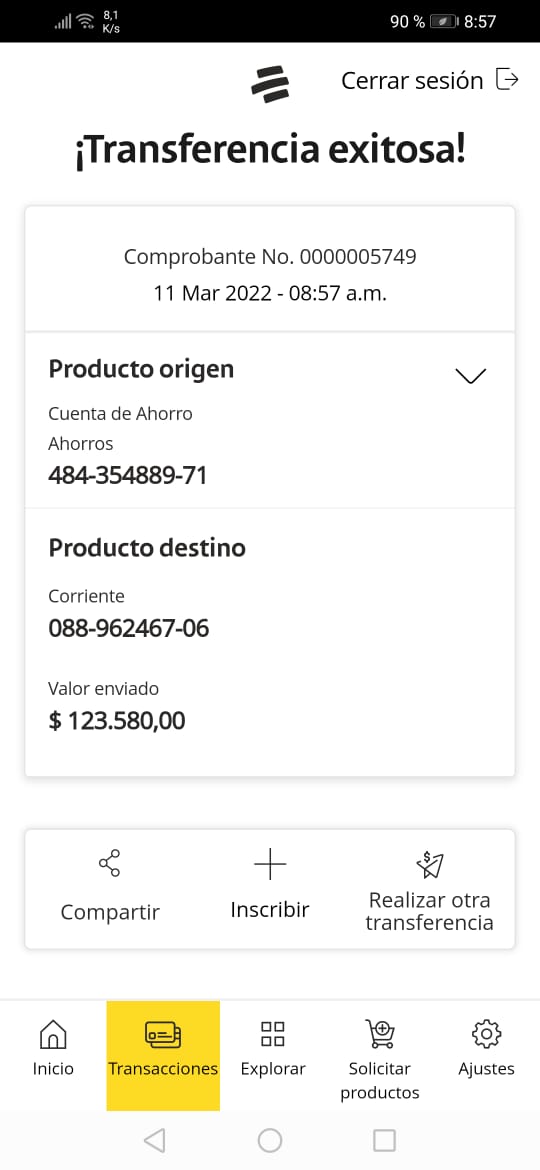 8,1
K/s
90 %
8:57
Cerrar sesión
¡Transferencia exitosa!
Comprobante No. 0000005749
11 Mar 2022 - 08:57 a.m.
Producto origen
Cuenta de Ahorro
Ahorros
484-354889-71
Producto destino
Corriente
088-962467-06
Valor enviado
$ 123.580,00
Compartir
Inscribir
Realizar otra
transferencia
Inicio
Transacciones
Explorar
Solicitar
productos
Ajustes